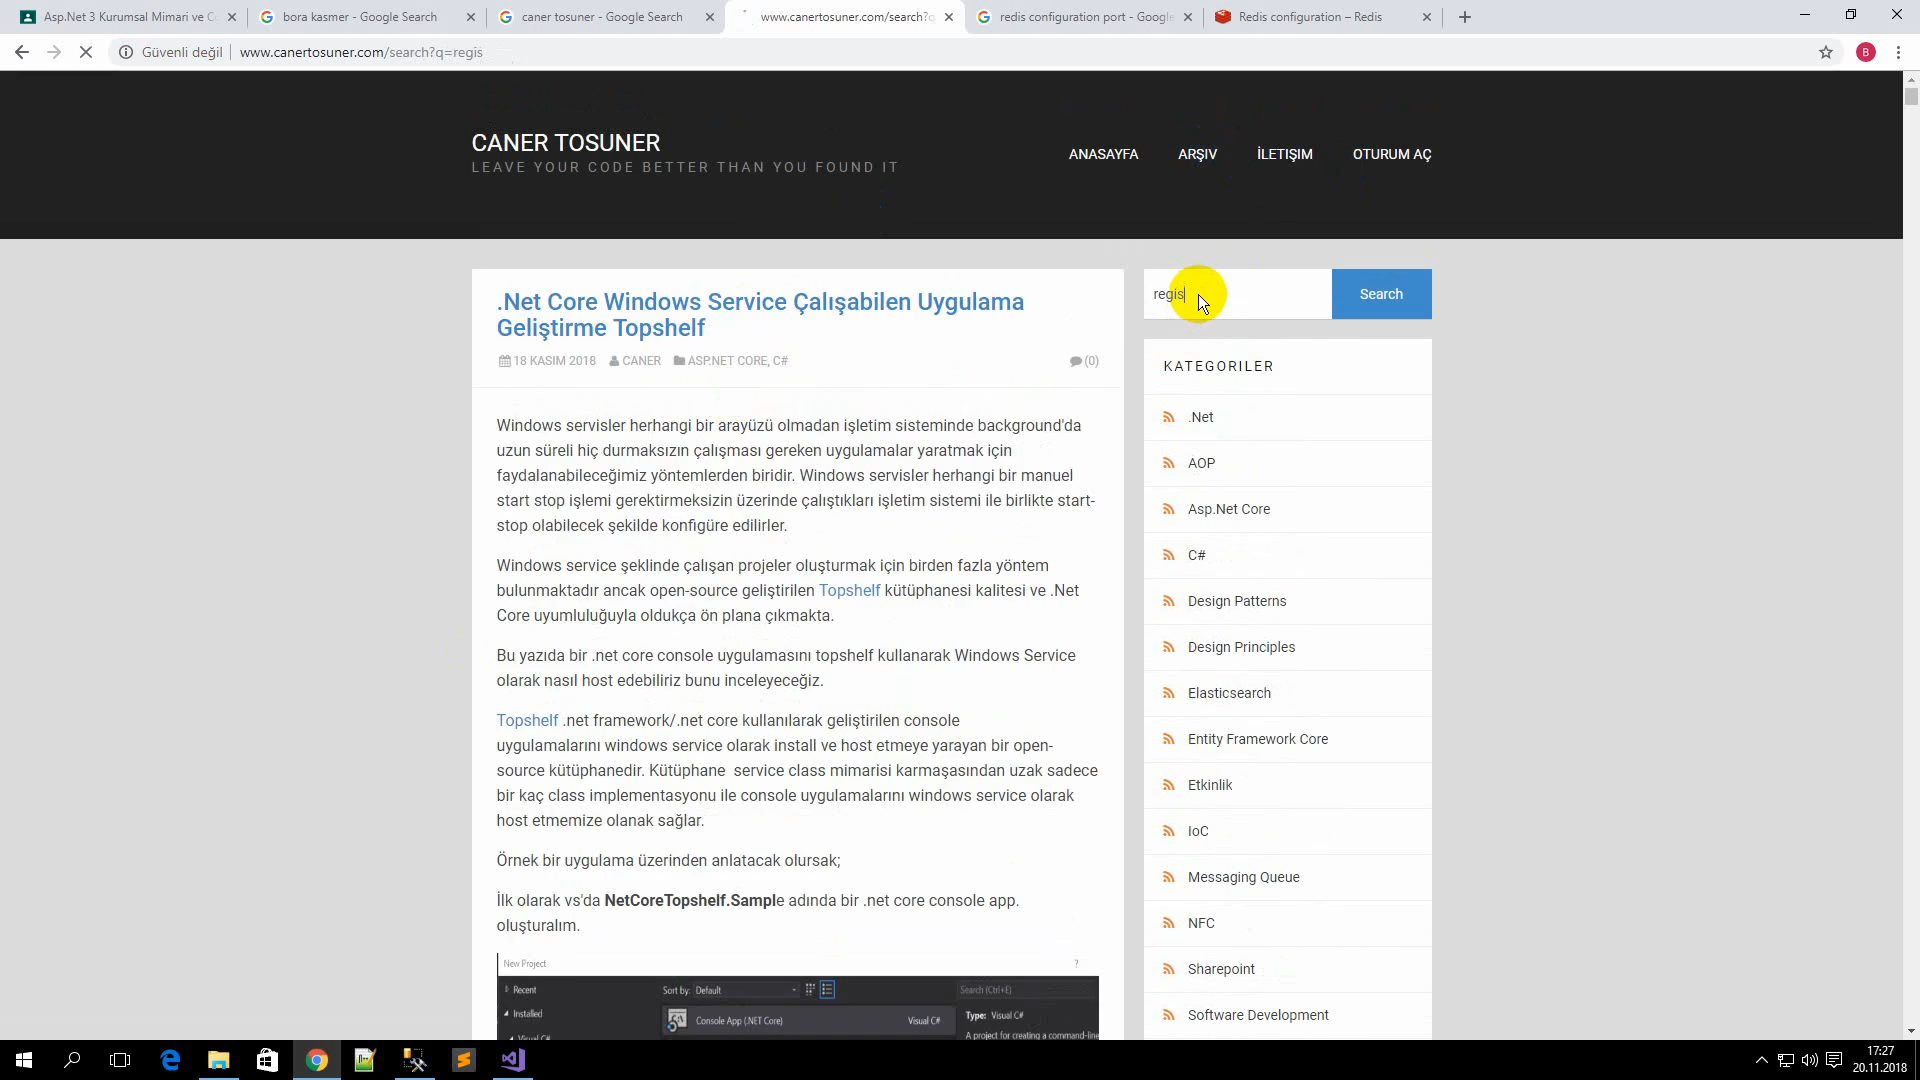 Asp.Net 3 Kurumsal Mimari ve C
bora kasmer - Google Search
caner tosuner - Google Search
www.canertosuner.com/search?q
redis configuration port - Google
Redis configuration – Redis
Güvenli değil
www.canertosuner.com/search?q=regis
B
CANER TOSUNER
LEAVE YOUR CODE BETTER THAN YOU FOUND IT
ANASAYFA
ARŞIV
İLETIŞIM
OTURUM AÇ
.Net Core Windows Service Çalışabilen Uygulama
Geliştirme Topshelf
18 KASIM 2018
CANER
ASP.NET CORE, C#
(0)
Windows servisler herhangi bir arayüzü olmadan işletim sisteminde background'da
uzun süreli hiç durmaksızın çalışması gereken uygulamalar yaratmak için
faydalanabileceğimiz yöntemlerden biridir. Windows servisler herhangi bir manuel
start stop işlemi gerektirmeksizin üzerinde çalıştıkları işletim sistemi ile birlikte start-
stop olabilecek şekilde konfigüre edilirler.
Windows service şeklinde çalışan projeler oluşturmak için birden fazla yöntem
bulunmaktadır ancak open-source geliştirilen Topshelf kütüphanesi kalitesi ve .Net
Core uyumluluğuyla oldukça ön plana çıkmakta.
Bu yazıda bir .net core console uygulamasını topshelf kullanarak Windows Service
olarak nasıl host edebiliriz bunu inceleyeceğiz.
Topshelf .net framework/.net core kullanılarak geliştirilen console
uygulamalarını windows service olarak install ve host etmeye yarayan bir open-
source kütüphanedir. Kütüphane service class mimarisi karmaşasından uzak sadece
bir kaç class implementasyonu ile console uygulamalarını windows service olarak
host etmemize olanak sağlar.
Örnek bir uygulama üzerinden anlatacak olursak;
İlk olarak vs'da NetCoreTopshelf.Sample adında bir .net core console app.
oluşturalım.
New Project
?
Recent
Sort by: Default
Search (Ctrl+E)
Installed
Console App (.NET Core)
Visual C#
Type: Visual C#
A project for creating a command-line
Visual C#
regis
Search
KATEGORILER
.Net
AOP
Asp.Net Core
C#
Design Patterns
Design Principles
Elasticsearch
Entity Framework Core
Etkinlik
IoC
Messaging Queue
NFC
Sharepoint
Software Development
17:27
20.11.2018